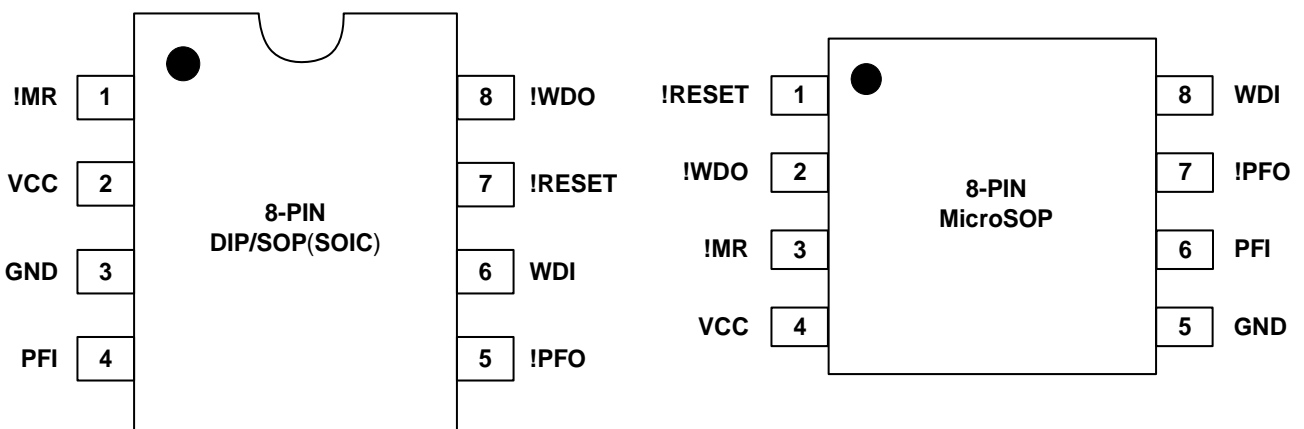 !MR 1 8 !WDO
VCC 2 7 !RESET
8-PIN
DIP/SOP(SOIC)
GND 3 6 WDI
PFI 4 5 !PFO
!RESET 1 8 WDI
!WDO 2 7 !PFO
8-PIN
MicroSOP
!MR 3 6 PFI
VCC 4 5 GND